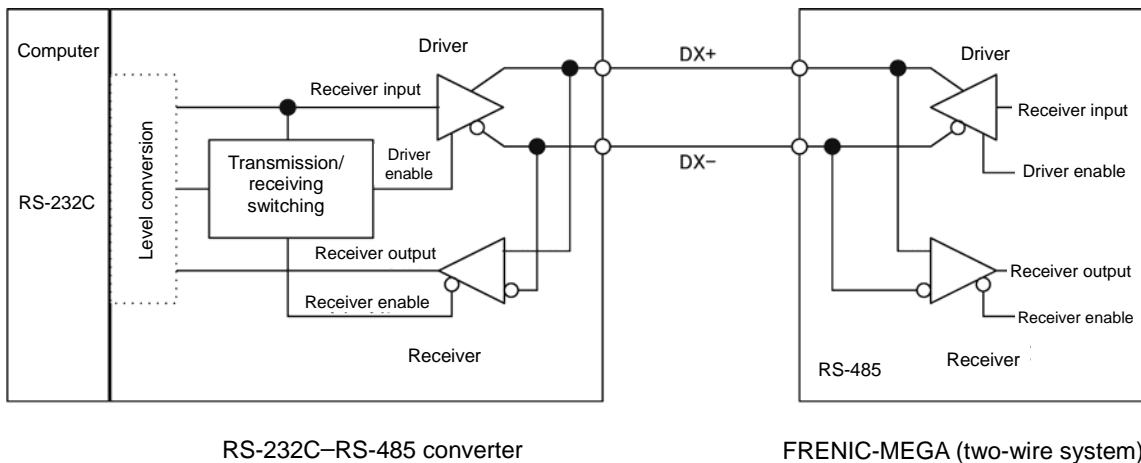 Computer
RS-232C
Level conversion
Driver
Receiver input
Transmission/
receiving
switching
Driver
enable
Receiver output
Receiver enable
Receiver
DX+
DX−
Driver
Receiver input
Driver enable
Receiver output
Receiver enable
Receiver
RS-485
RS-232C−RS-485 converter
FRENIC-MEGA (two-wire system)